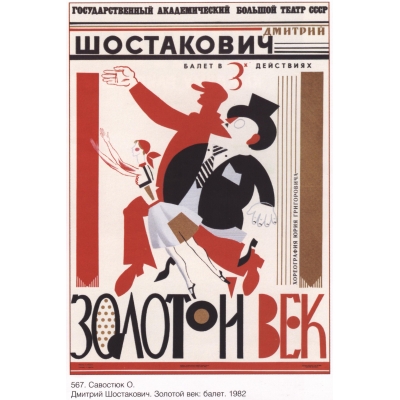 ГОСУДАРСТВЕННЫЙ АКАДЕМИЧЕСКИЙ БОЛЬШОЙ ТЕАТР СССР
ДМИТРИЙ
ШОСТАКОВИЧ
БАЛЕТ В 3Х ДЕЙСТВИЯХ
ХОРЕОГРАФИЯ ЮРИЯ ГРИГОРОВИЧА
ЗОЛОТОЙ ВЕК
567. Савостюк О.
Дмитрий Шостакович. Золотой век: балет. 1982